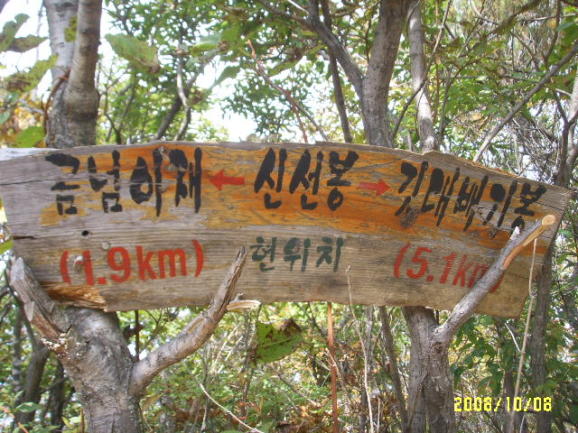 금넘이재 ← 신선봉 → 깃대배기봉
(1.9km) 현위치 (5.1km)
2008/10/08